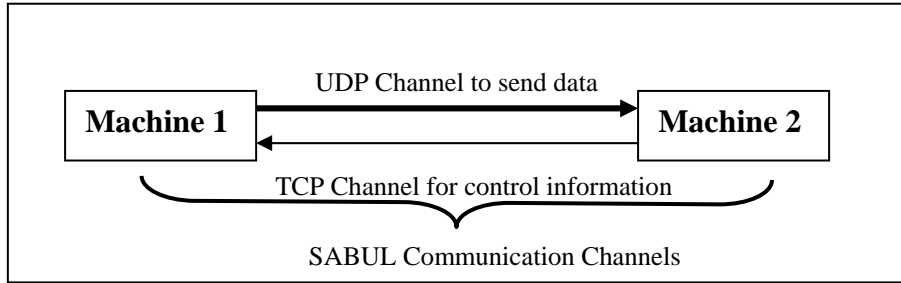 UDP Channel to send data
Machine 1
Machine 2
TCP Channel for control information
SABUL Communication Channels